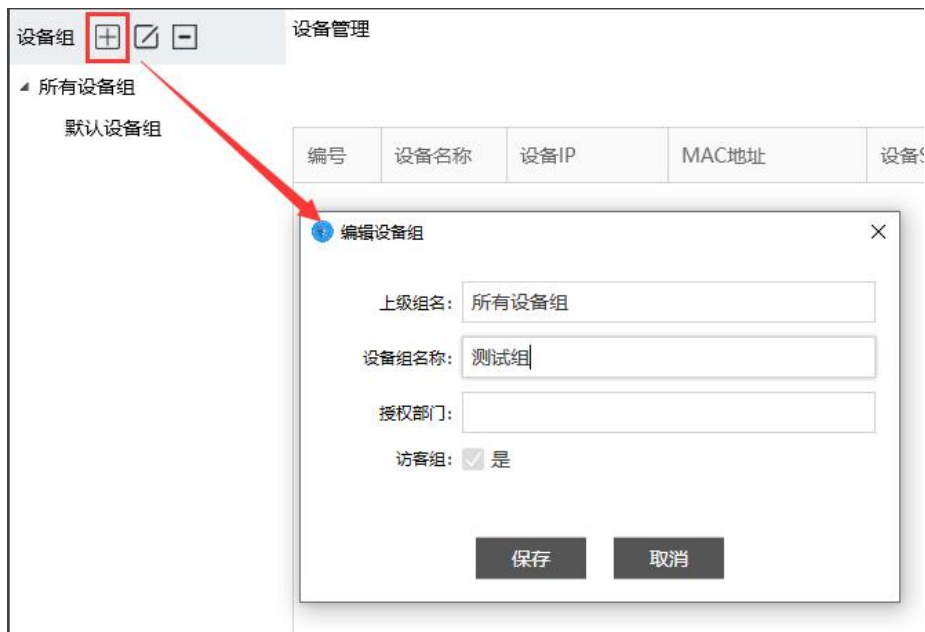 设备组
设备管理
所有设备组
默认设备组
编号 设备名称 设备IP MAC地址 设备S
编辑设备组
上级组名： 所有设备组
设备组名称： 测试组
授权部门：
访客组： 是
保存 取消